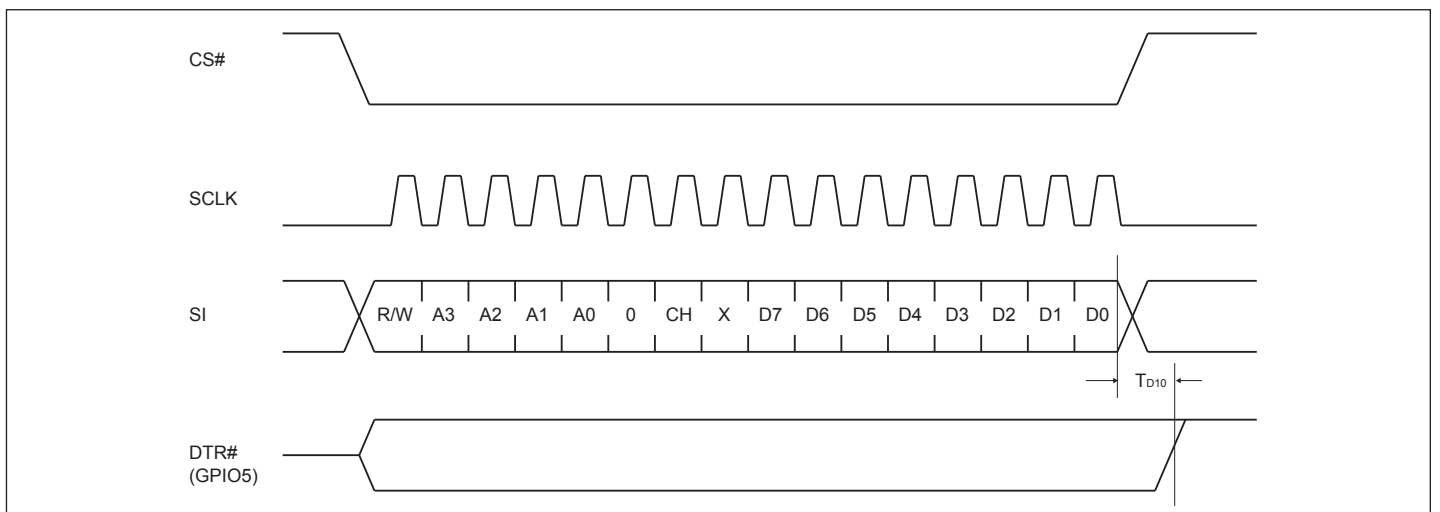 CS#
SCLK
SI
R/W A3 A2 A1 A0 0 CH X D7 D6 D5 D4 D3 D2 D1 D0
TD10
DTR#
(GPIO5)